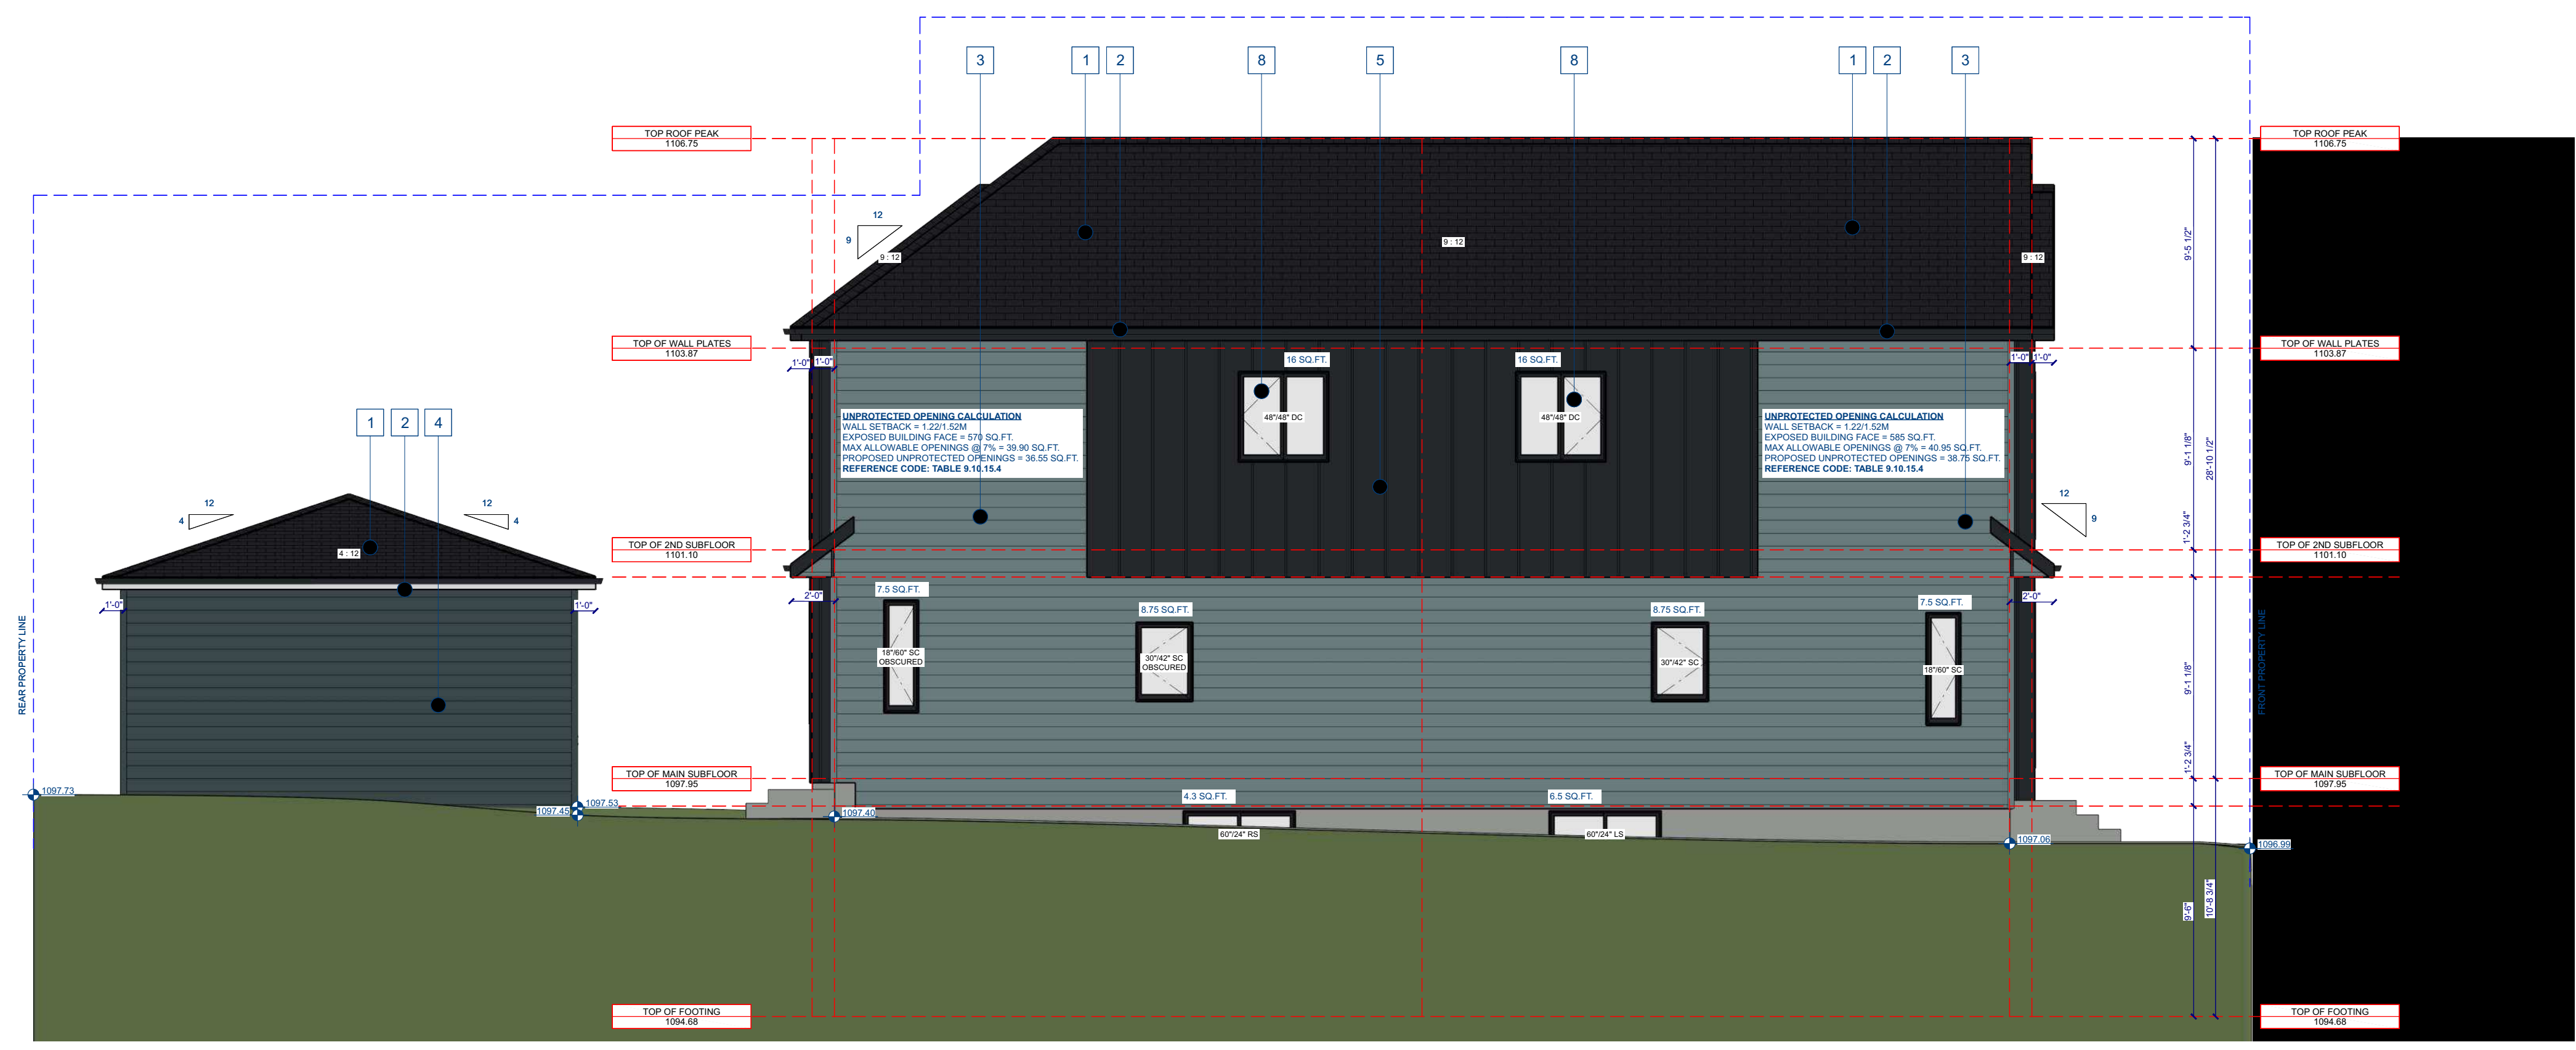 3
1
2
8
5
8
1
2
3
TOP ROOF PEAK
1106.75
TOP ROOF PEAK
1106.75
12
9
9 : 12
9 : 12
9 : 12
9'-5 1/2"
TOP OF WALL PLATES
1103.87
TOP OF WALL PLATES
1103.87
1'-0"
1'-0"
16 SQ.FT.
16 SQ.FT.
1'-0"
1'-0"
48"/48" DC
48"/48" DC
UNPROTECTED OPENING CALCULATION
WALL SETBACK = 1.22/1.52M
EXPOSED BUILDING FACE = 570 SQ.FT.
MAX ALLOWABLE OPENINGS @ 7% = 39.90 SQ.FT.
PROPOSED UNPROTECTED OPENINGS = 36.55 SQ.FT.
REFERENCE CODE: TABLE 9.10.15.4
UNPROTECTED OPENING CALCULATION
WALL SETBACK = 1.22/1.52M
EXPOSED BUILDING FACE = 585 SQ.FT.
MAX ALLOWABLE OPENINGS @ 7% = 40.95 SQ.FT.
PROPOSED UNPROTECTED OPENINGS = 38.75 SQ.FT.
REFERENCE CODE: TABLE 9.10.15.4
9'-1 1/8"
28'-10 1/2"
1
2
4
12
4
12
4
4 : 12
12
9
1'-2 3/4"
TOP OF 2ND SUBFLOOR
1101.10
TOP OF 2ND SUBFLOOR
1101.10
1'-0"
1'-0"
2'-0"
2'-0"
7.5 SQ.FT.
8.75 SQ.FT.
8.75 SQ.FT.
7.5 SQ.FT.
18"/60" SC
OBSCURED
30"/42" SC
OBSCURED
30"/42" SC
18"/60" SC
9'-1 1/8"
REAR PROPERTY LINE
FRONT PROPERTY LINE
1'-2 3/4"
TOP OF MAIN SUBFLOOR
1097.95
TOP OF MAIN SUBFLOOR
1097.95
1097.73
1097.53
1097.45
1097.40
4.3 SQ.FT.
6.5 SQ.FT.
60"/24" RS
60"/24" LS
1097.06
1096.99
9'-6"
10'-8 3/4"
TOP OF FOOTING
1094.68
TOP OF FOOTING
1094.68